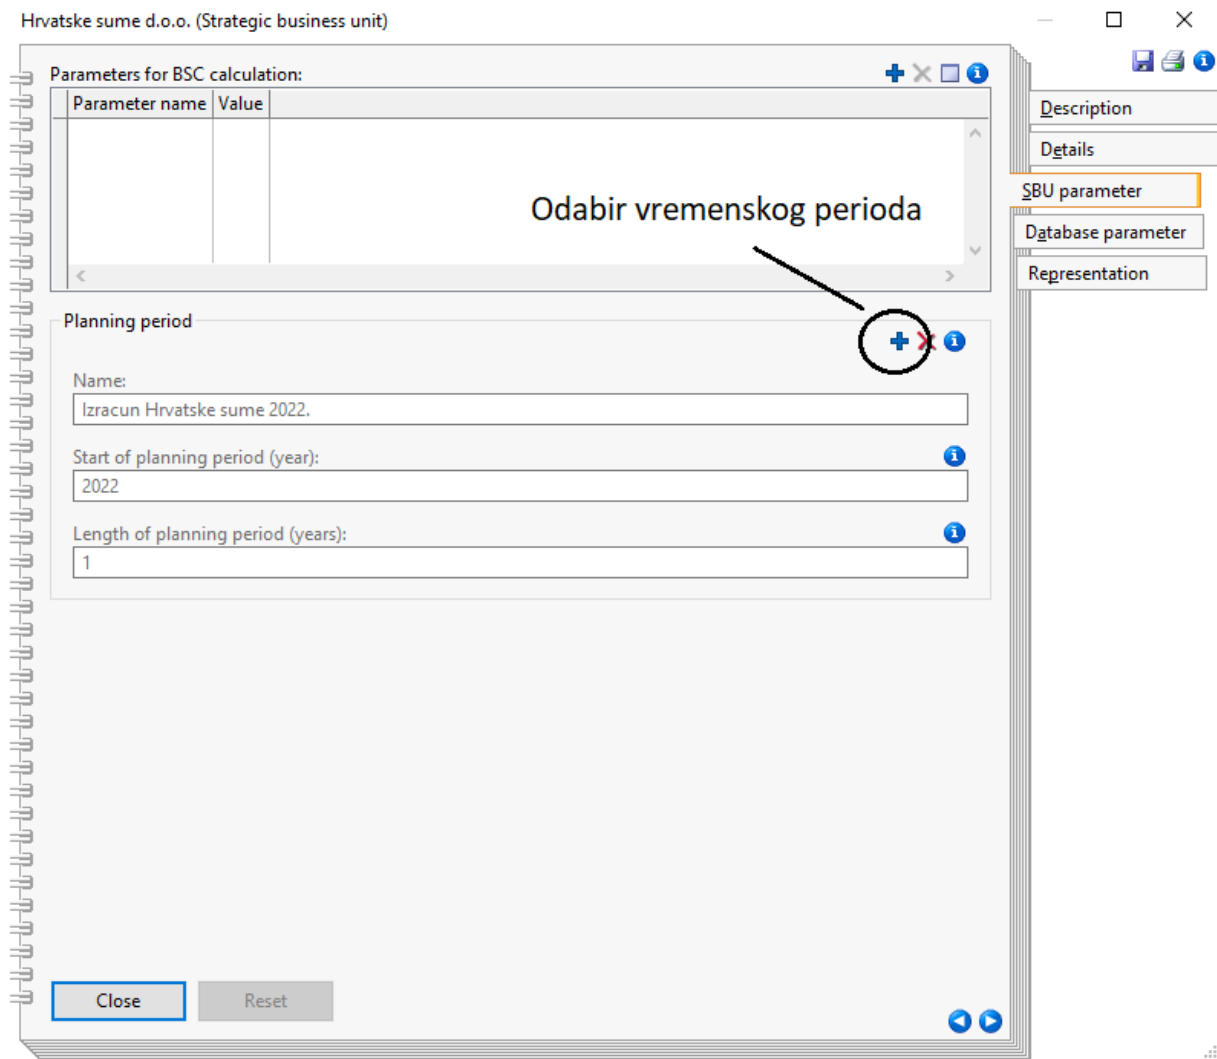 Hrvatske sume d.o.o. (Strategic business unit)
Parameters for BSC calculation:
Parameter name Value
Odabir vremenskog perioda
Planning period
Name:
Izracun Hrvatske sume 2022.
Start of planning period (year):
2022
Length of planning period (years):
1
Close Reset
Description
Details
SBU parameter
Database parameter
Representation